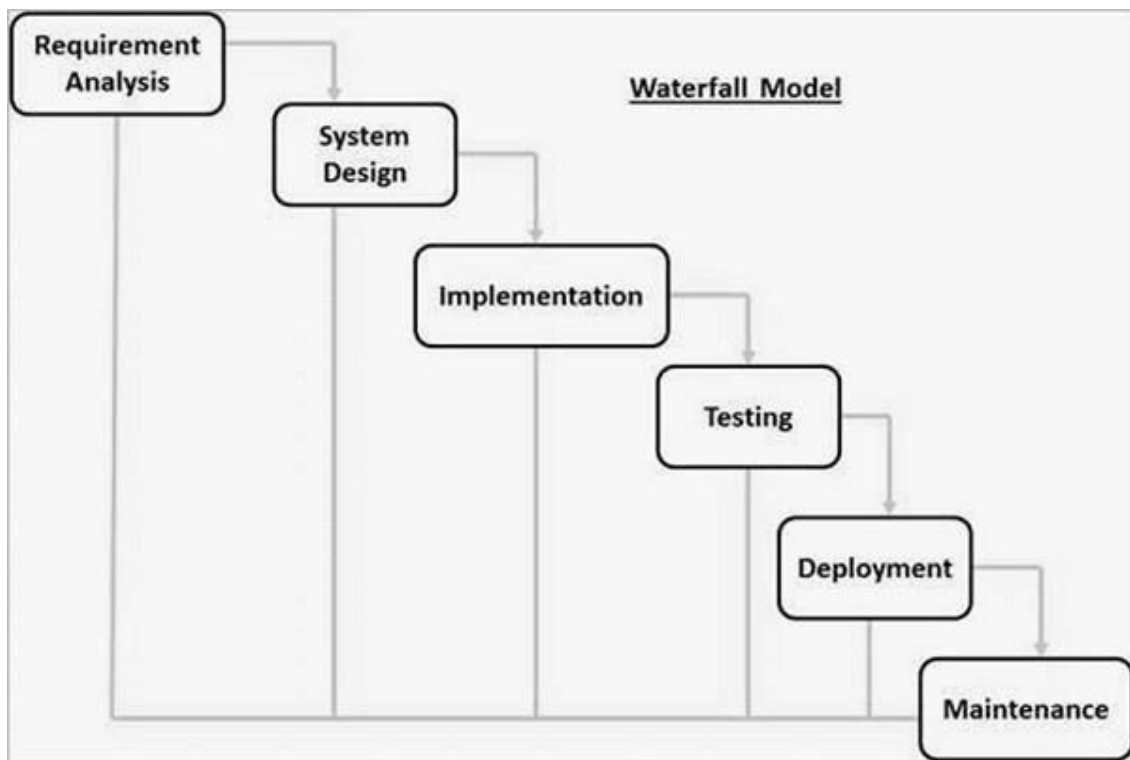 Requirement
Analysis
Waterfall Model
System
Design
Implementation
Testing
Deployment
Maintenance